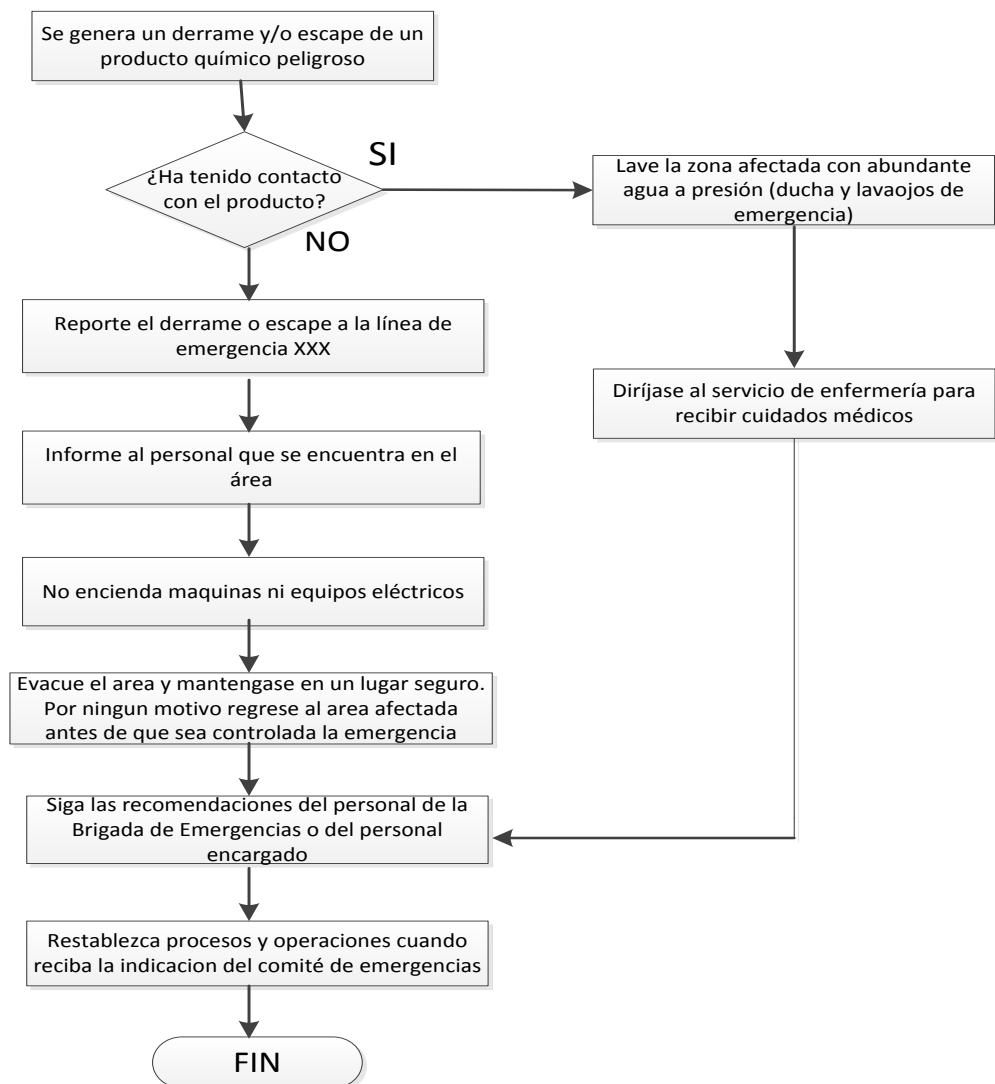 Se genera un derrame y/o escape de un
producto químico peligroso
SI
¿Ha tenido contacto
con el producto?
NO
Lave la zona afectada con abundante
agua a presión (ducha y lavaojos de
emergencia)
Reporte el derrame o escape a la línea de
emergencia XXX
Diríjase al servicio de enfermería para
recibir cuidados médicos
Informe al personal que se encuentra en el
área
No encienda maquinas ni equipos eléctricos
Evacue el area y mantengase en un lugar seguro.
Por ningun motivo regrese al area afectada
antes de que sea controlada la emergencia
Siga las recomendaciones del personal de la
Brigada de Emergencias o del personal
encargado
Restablezca procesos y operaciones cuando
reciba la indicacion del comité de emergencias
FIN